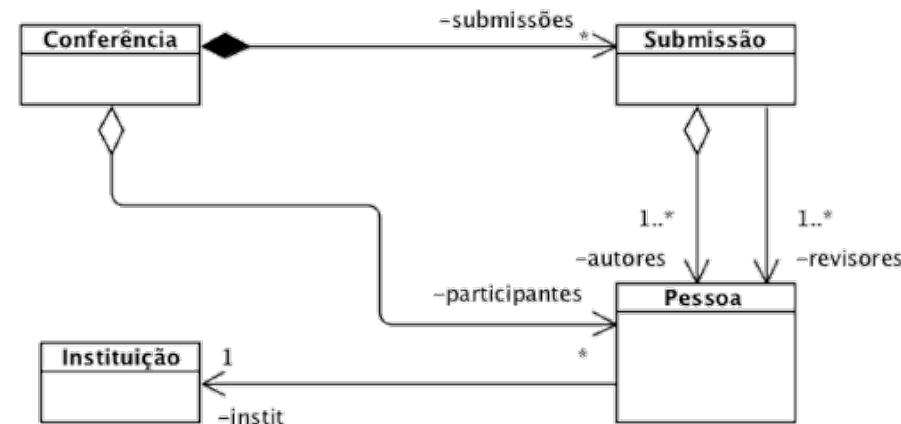 -submissões
Conferência
*
Submissão
1..*
1..*
-autores
-revisores
-participantes
Pessoa
*
Instituição
1
-instit